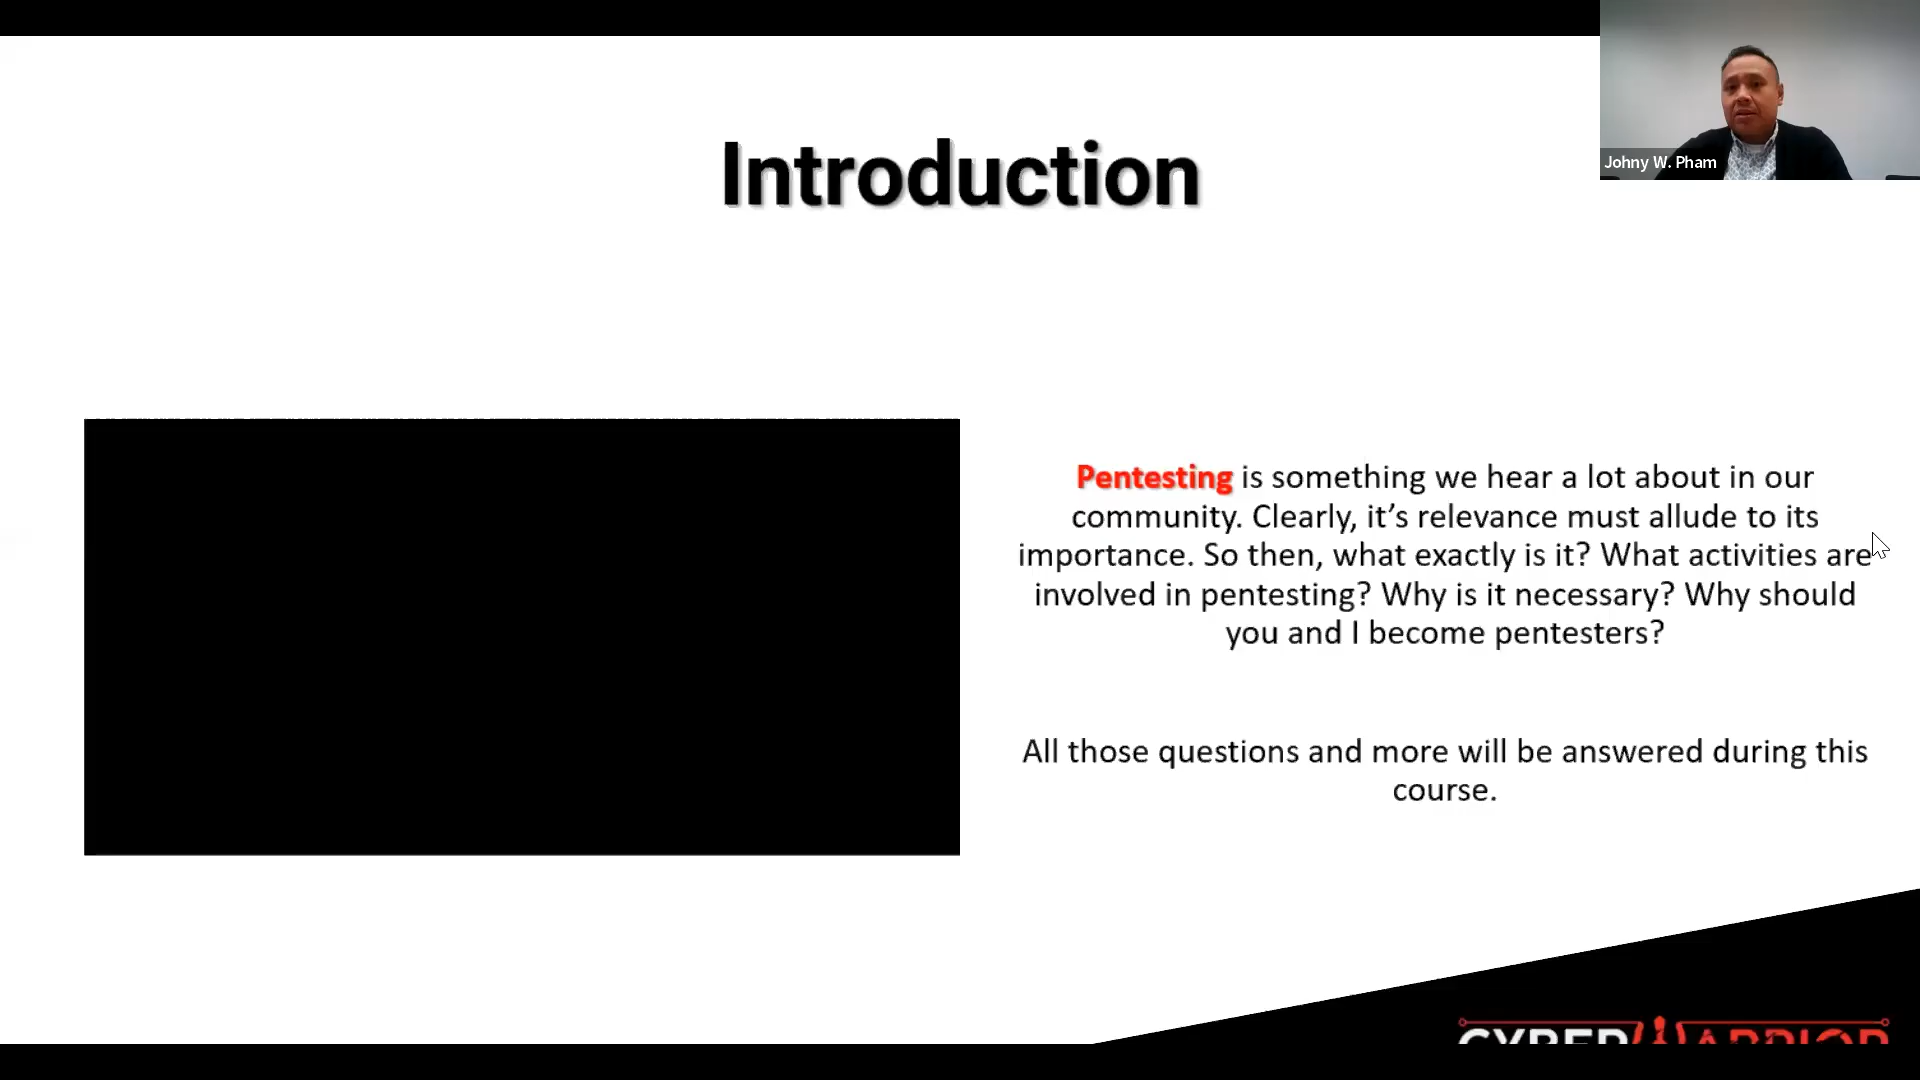 Introduction
Johny W. Pham
Pentesting is something we hear a lot about in our
community. Clearly, it’s relevance must allude to its
importance. So then, what exactly is it? What activities are
involved in pentesting? Why is it necessary? Why should
you and I become pentesters?
All those questions and more will be answered during this
course.
CYBER WARRIOR